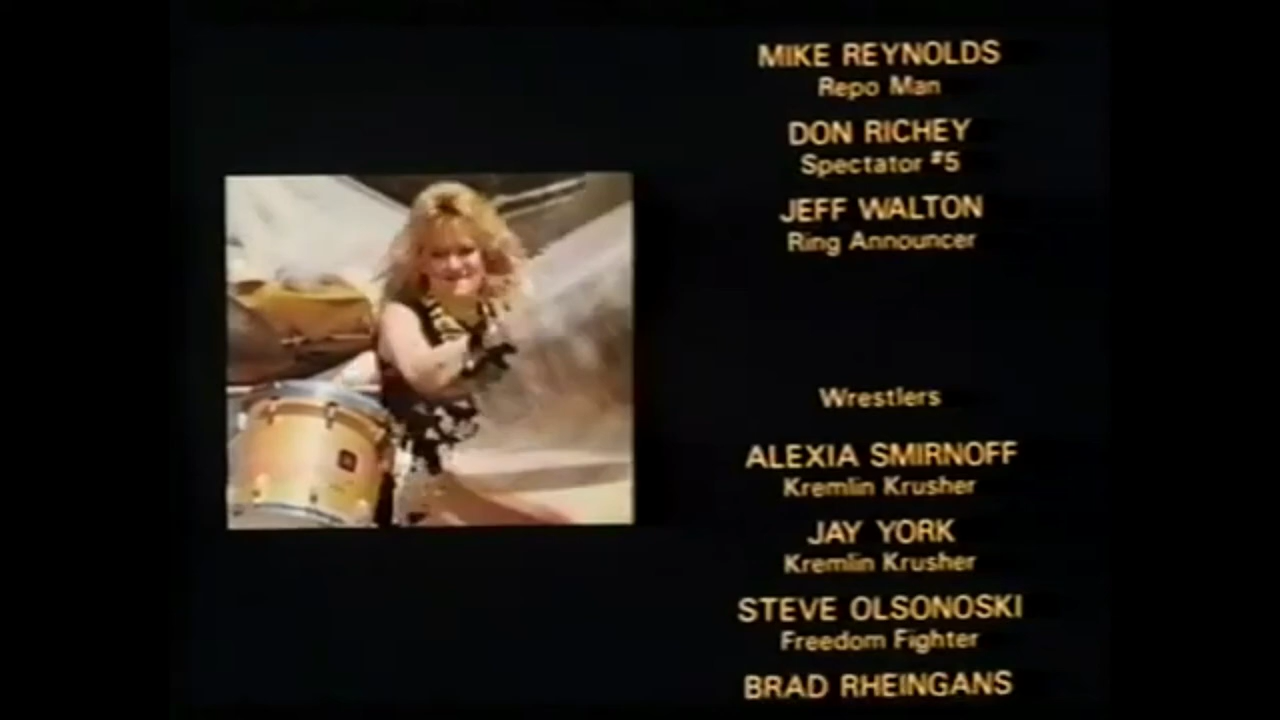 MIKE REYNOLDS
Repo Man
DON RICHEY
Spectator #5
JEFF WALTON
Ring Announcer
Wrestlers
ALEXIA SMIRNOFF
Kremlin Krusher
JAY YORK
Kremlin Krusher
STEVE OLSONOSKI
Freedom Fighter
BRAD RHEINGANS